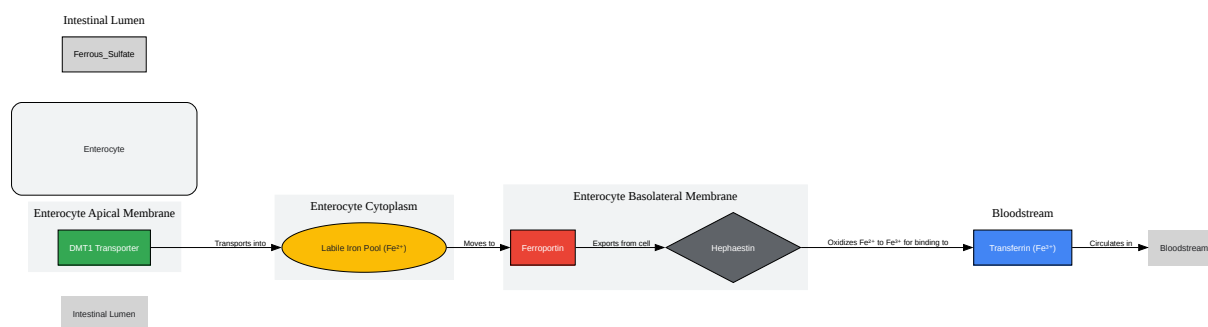 Intestinal Lumen
Ferrous_Sulfate
Enterocyte
Enterocyte Apical Membrane
DMT1 Transporter
Transports into
Enterocyte Cytoplasm
Labile Iron Pool (Fe²⁺)
Moves to
Enterocyte Basolateral Membrane
Ferroportin
Exports from cell
Hephaestin
Oxidizes Fe²⁺ to Fe³⁺ for binding to
Bloodstream
Transferrin (Fe³⁺)
Circulates in
Bloodstream
Intestinal Lumen